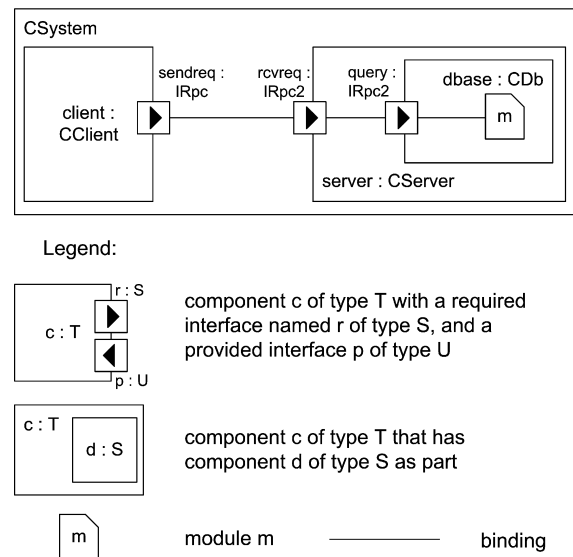 CSystem
sendreq :
IRpc
rcvreq :
IRpc2
query :
IRpc2
dbase : CDb
client :
CClient
m
server : CServer
Legend:
r : S
c : T
p : U
component c of type T with a required
interface named r of type S, and a
provided interface p of type U
c : T
d : S
component c of type T that has
component d of type S as part
m
module m
binding